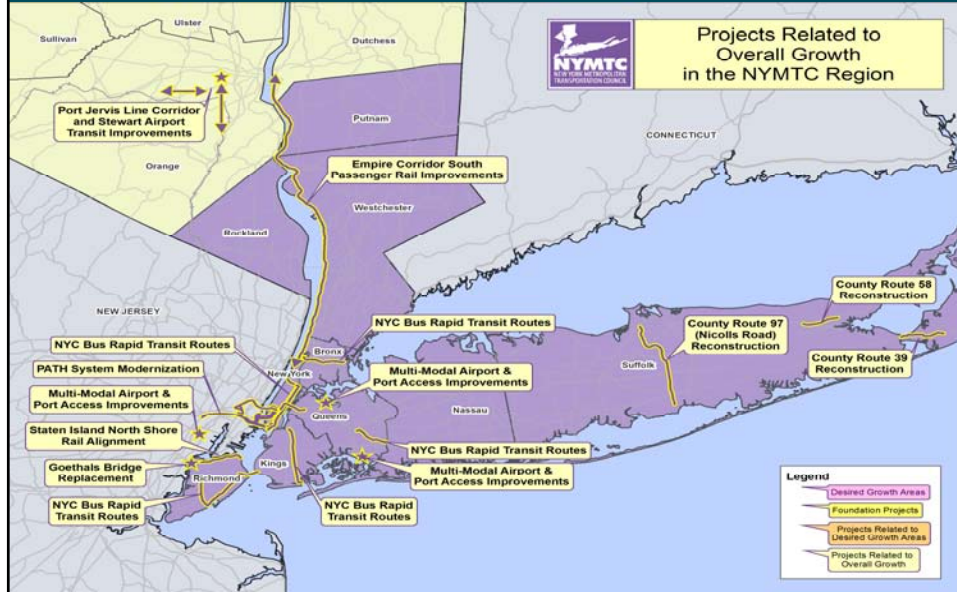 NYMTC
NEW YORK METROPOLITAN
TRANSPORTATION COUNCIL
Projects Related to
Overall Growth
in the NYMTC Region
Sullivan
Ulster
Dutchess
Port Jervis Line Corridor
and Stewart Airport
Transit Improvements
Orange
Putnam
CONNECTICUT
Empire Corridor South
Passenger Rail Improvements
Westchester
Rockland
NEW JERSEY
County Route 58
Reconstruction
County Route 97
(Nicolls Road)
Reconstruction
County Route 39
Reconstruction
Suffolk
NYC Bus Rapid Transit Routes
NYC Bus Rapid Transit Routes
Bronx
New York
PATH System Modernization
Multi-Modal Airport &
Port Access Improvements
Multi-Modal Airport &
Port Access Improvements
Queens
Nassau
Staten Island North Shore
Rail Alignment
NYC Bus Rapid Transit Routes
Goethals Bridge
Replacement
Kings
Richmond
Multi-Modal Airport &
Port Access Improvements
NYC Bus Rapid
Transit Routes
NYC Bus Rapid
Transit Routes
Legend
Desired Growth Areas
Foundation Projects
Projects Related to
Desired Growth Areas
Projects Related to
Overall Growth